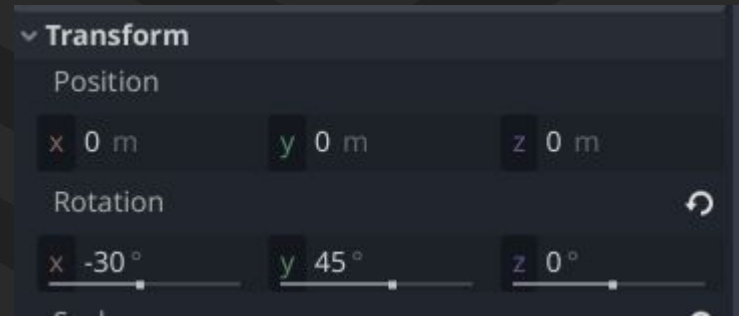 Transform
Position
x 0 m y 0 m z 0 m
Rotation
x -30° y 45° z 0°